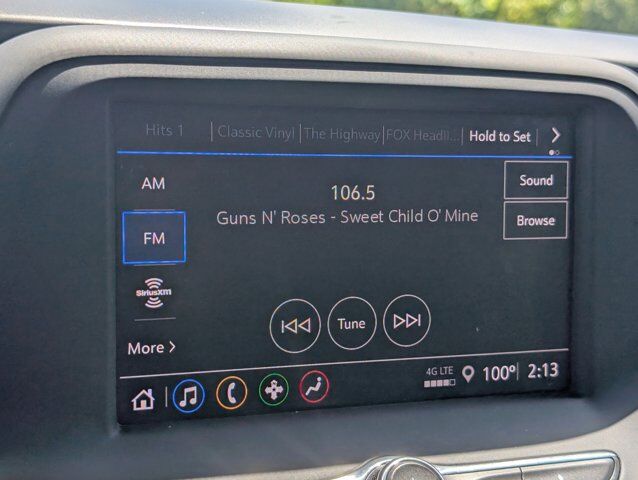 Hits 1 Classic Vinyl The Highway FOX Headli... Hold to Set
AM
106.5
Sound
Guns N' Roses - Sweet Child O' Mine
FM
Browse
SiriusXM
Tune
More
4G LTE
100° 2:13